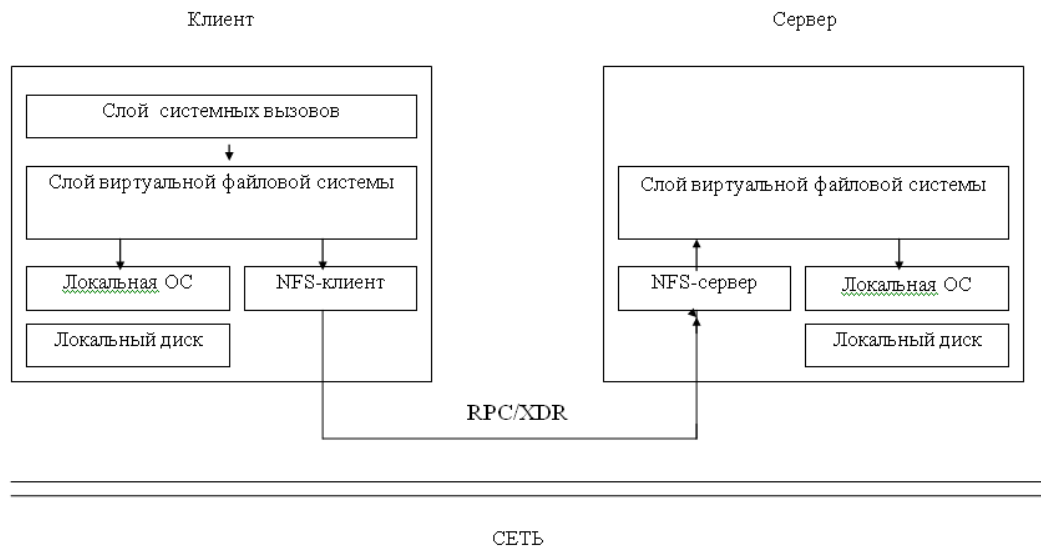 Клиент
Сервер
Слой системных вызовов
Слой виртуальной файловой системы
Слой виртуальной файловой системы
Локальная ОС
NFS-клиент
NFS-сервер
Локальная ОС
Локальный диск
Локальный диск
RPC/XDR
СЕТЬ